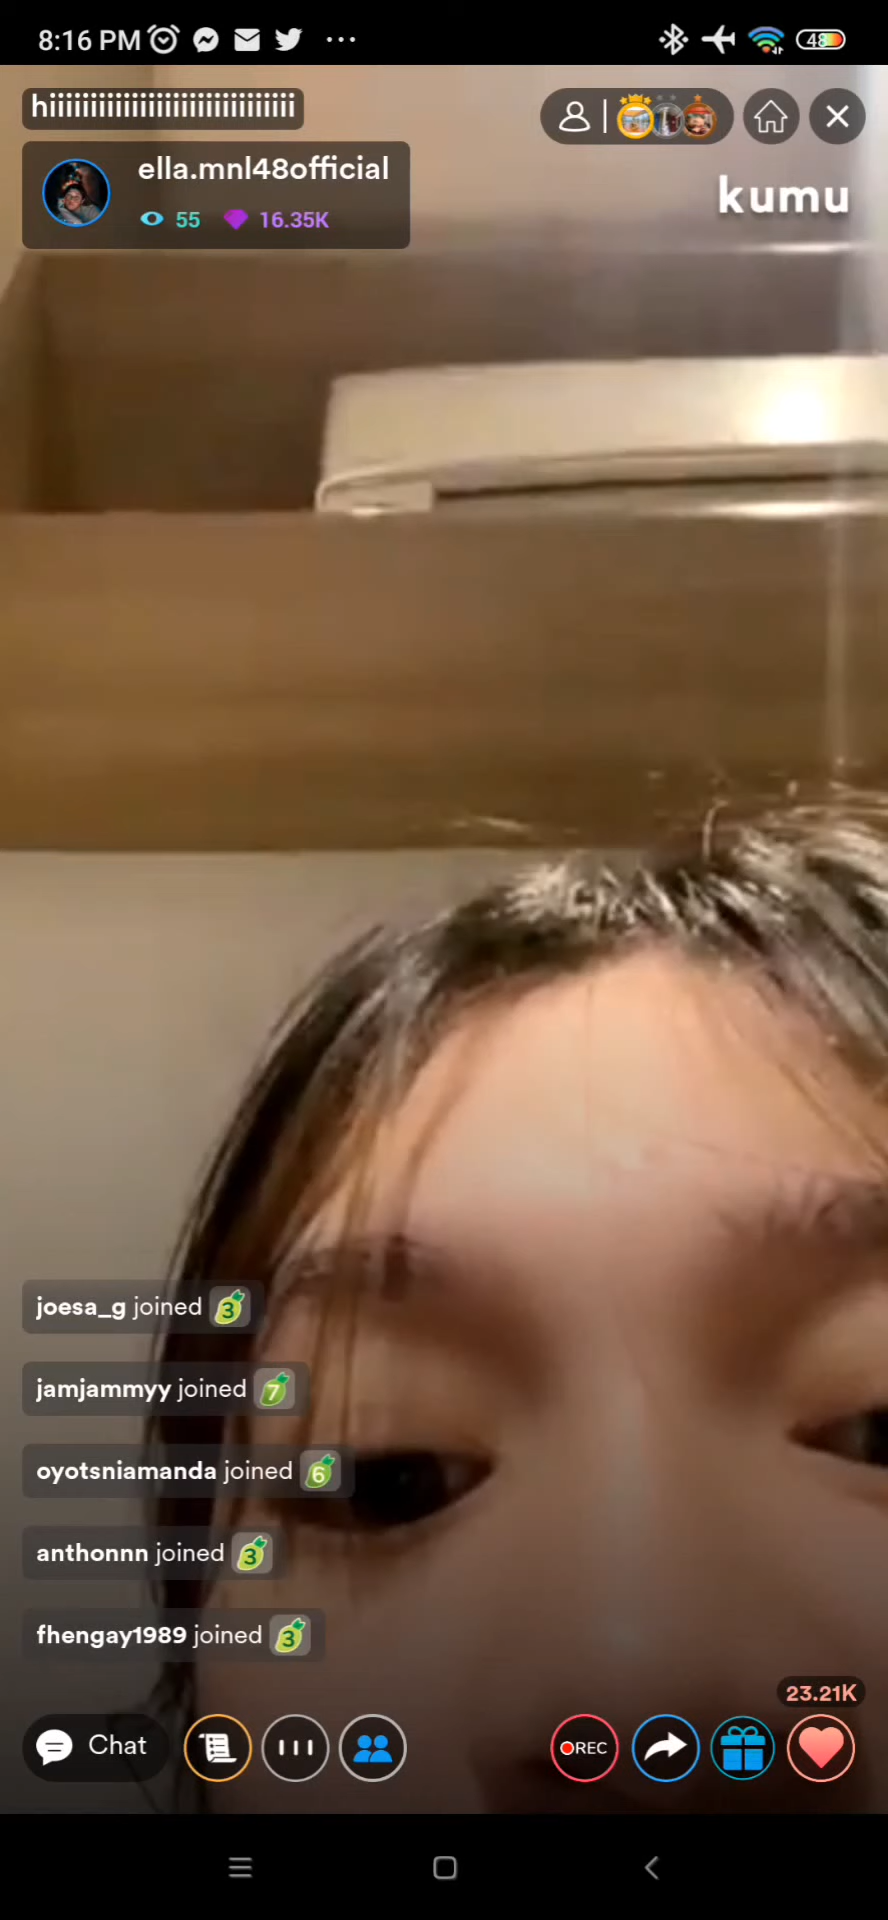 8:16 PM
48
hiiiiiiiiiiiiiiiiiiiiiiiiiiiiii
ella.mnl48official
55 16.35K
kumu
joesa_g joined 3
jamjammyy joined 7
oyotsniamanda joined 6
anthonnn joined 3
fhengay1989 joined 3
23.21K
Chat
REC